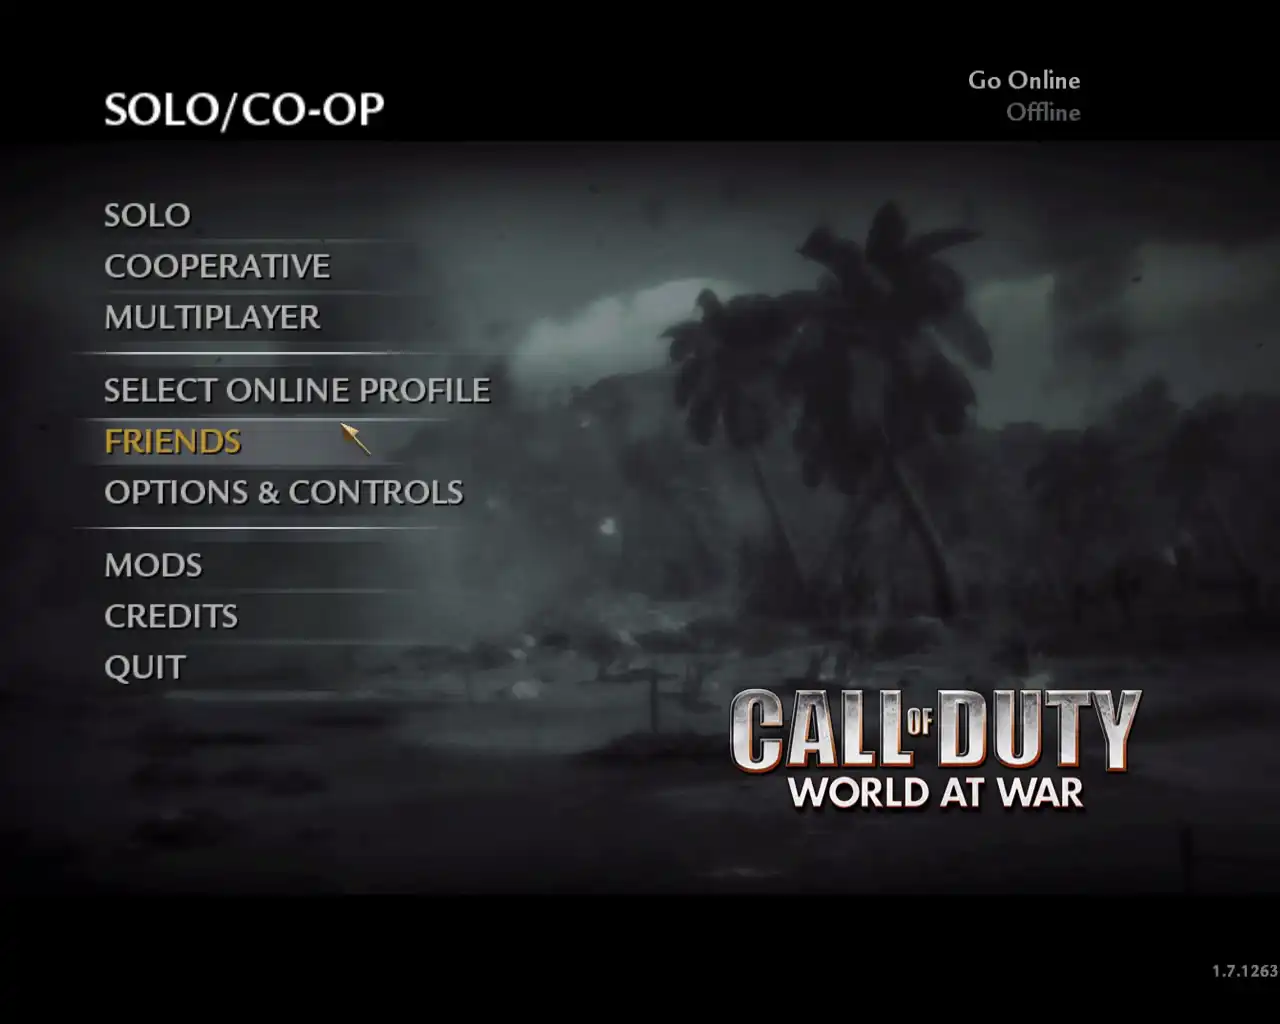 SOLO/CO-OP
Go Online
Offline
SOLO
COOPERATIVE
MULTIPLAYER
SELECT ONLINE PROFILE
FRIENDS
OPTIONS & CONTROLS
MODS
CREDITS
QUIT
CALL OF DUTY
WORLD AT WAR
1.7.1263